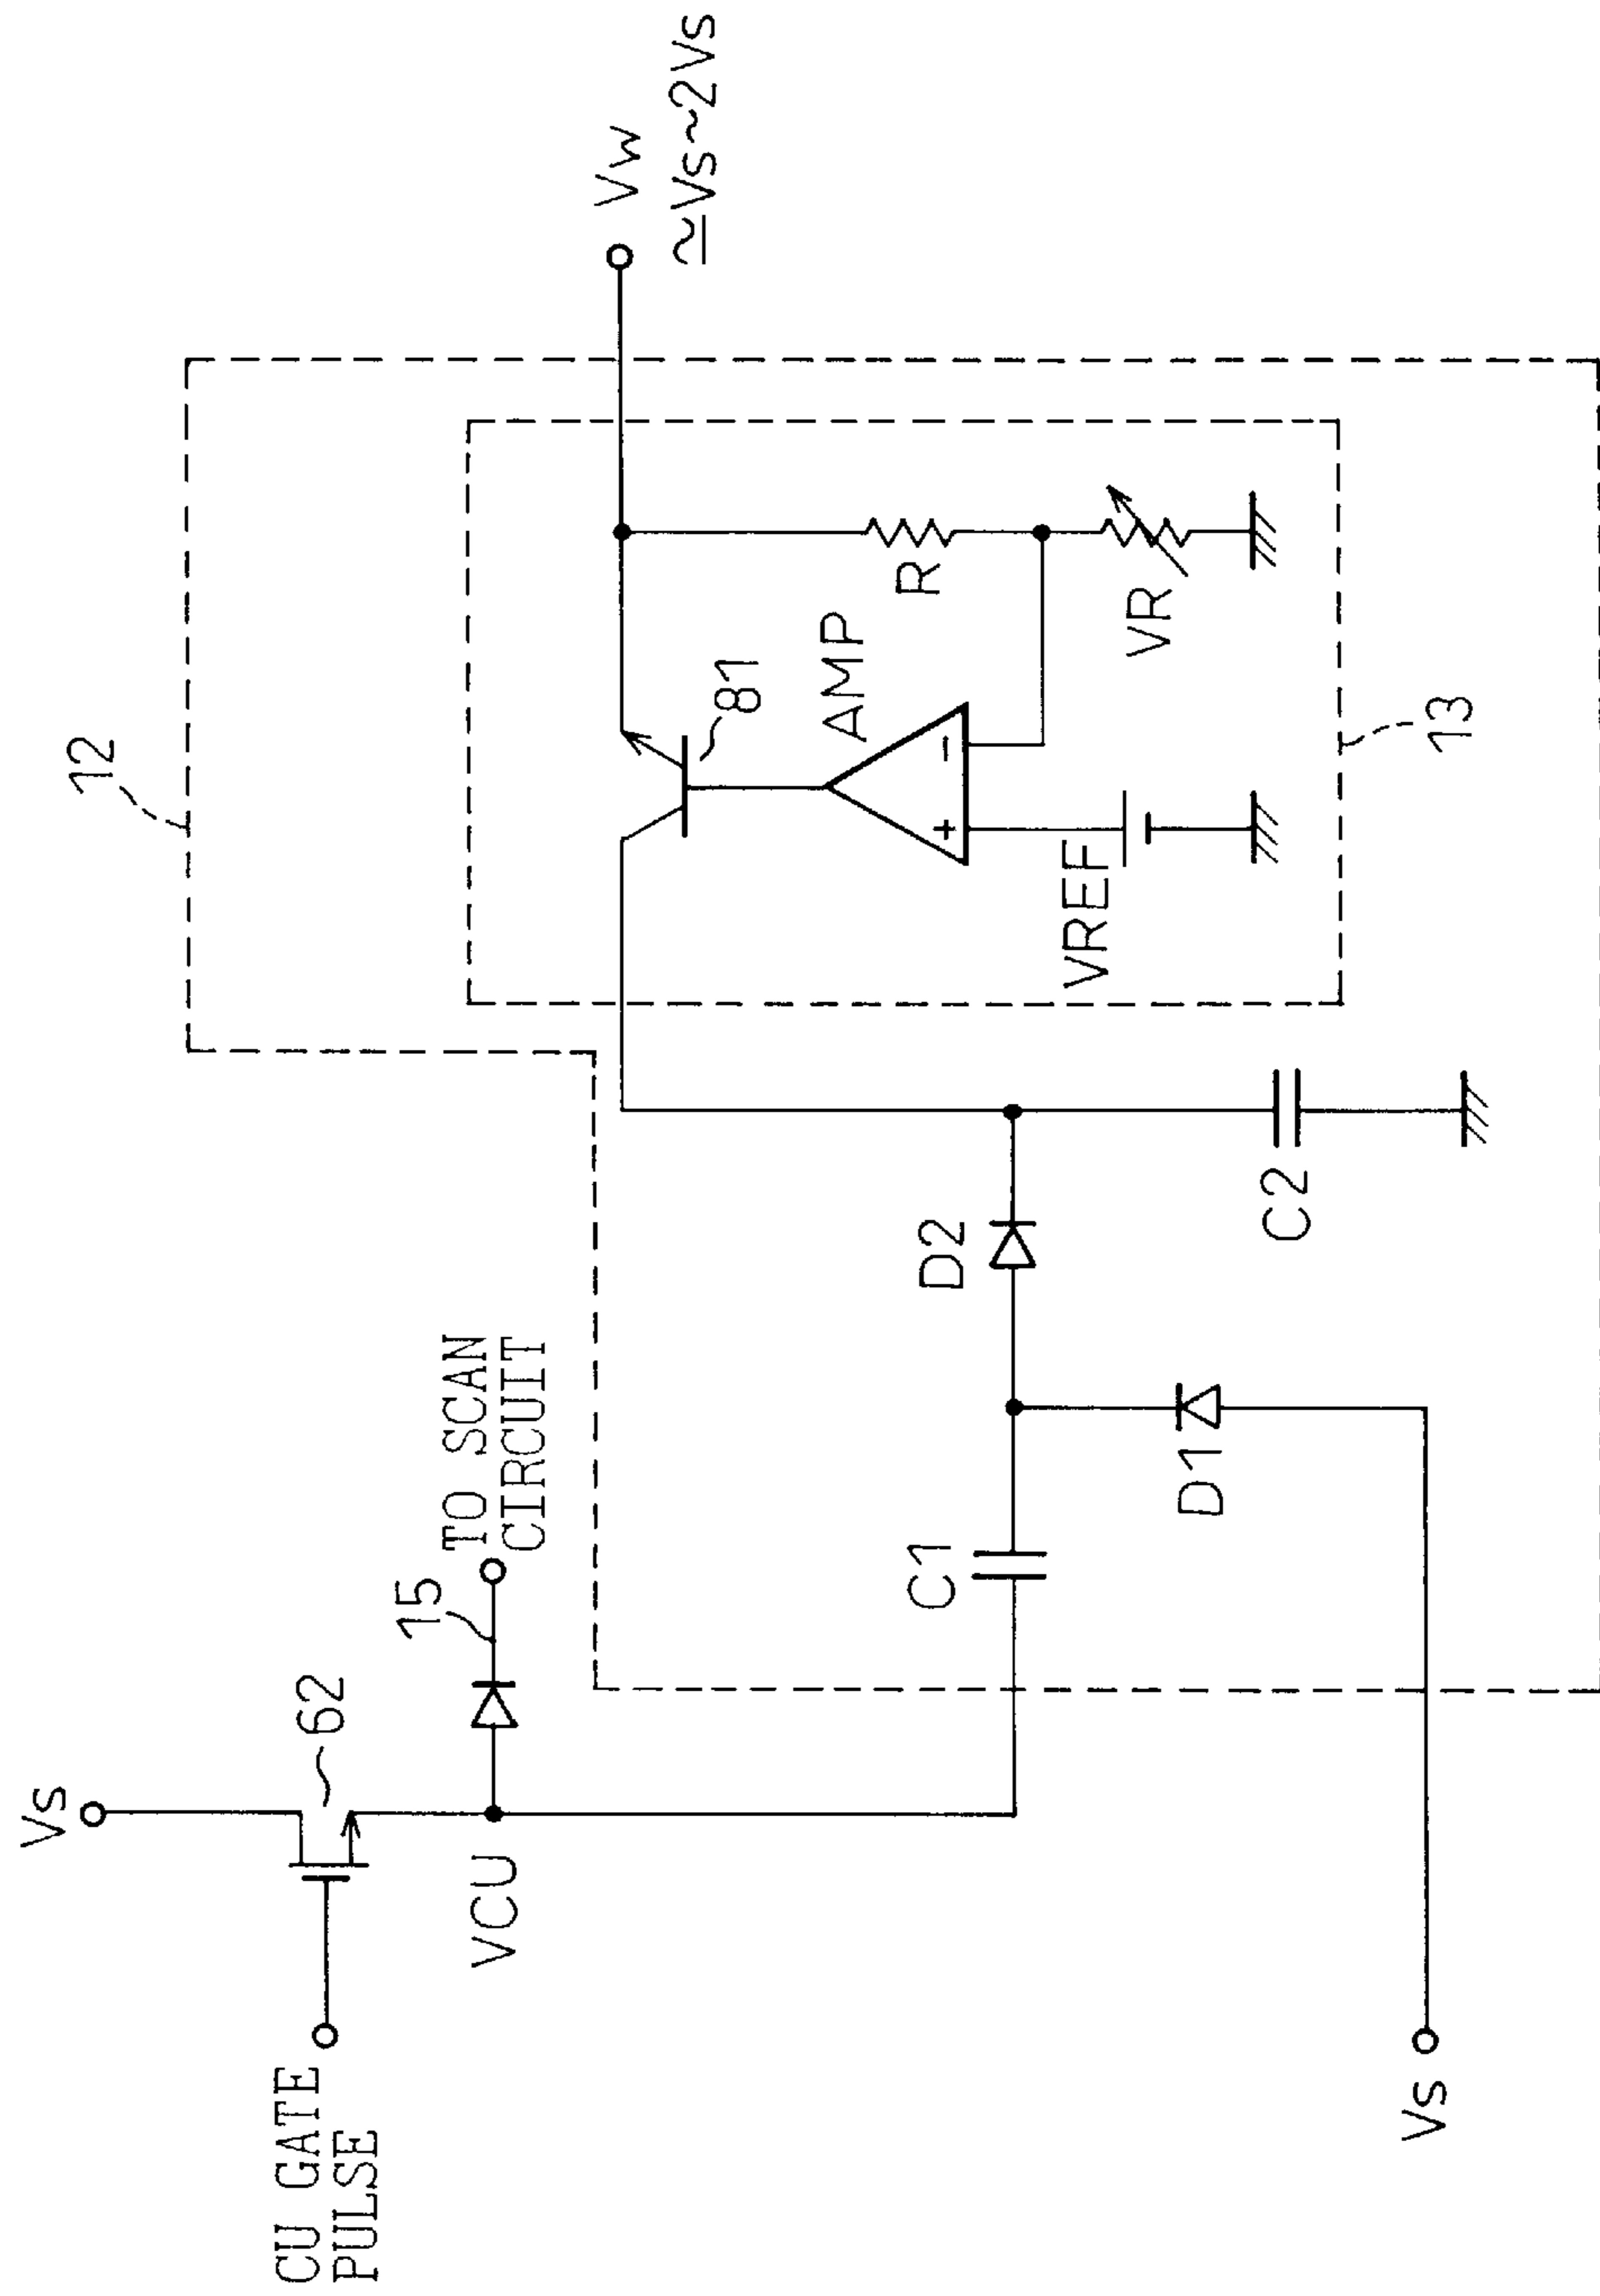 Vs
CU GATE
PULSE
62
VCU
15
TO SCAN
CIRCUIT
12
C1
D1
D2
C2
Vs
81
AMP
VREF
R
VR
13
Vw
≃Vs~2Vs